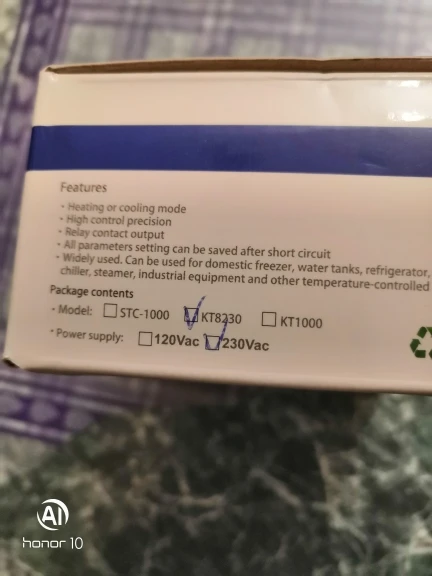 Features
· Heating or cooling mode
· High control precision
· Relay contact output
· All parameters setting can be saved after short circuit
· Widely used. Can be used for domestic freezer, water tanks, refrigerator,
chiller, steamer, industrial equipment and other temperature-controlled
Package contents
· Model: ☐ STC-1000 ☑ KT8230 ☐ KT1000
· Power supply: ☐ 120Vac ☑ 230Vac
AI
honor 10